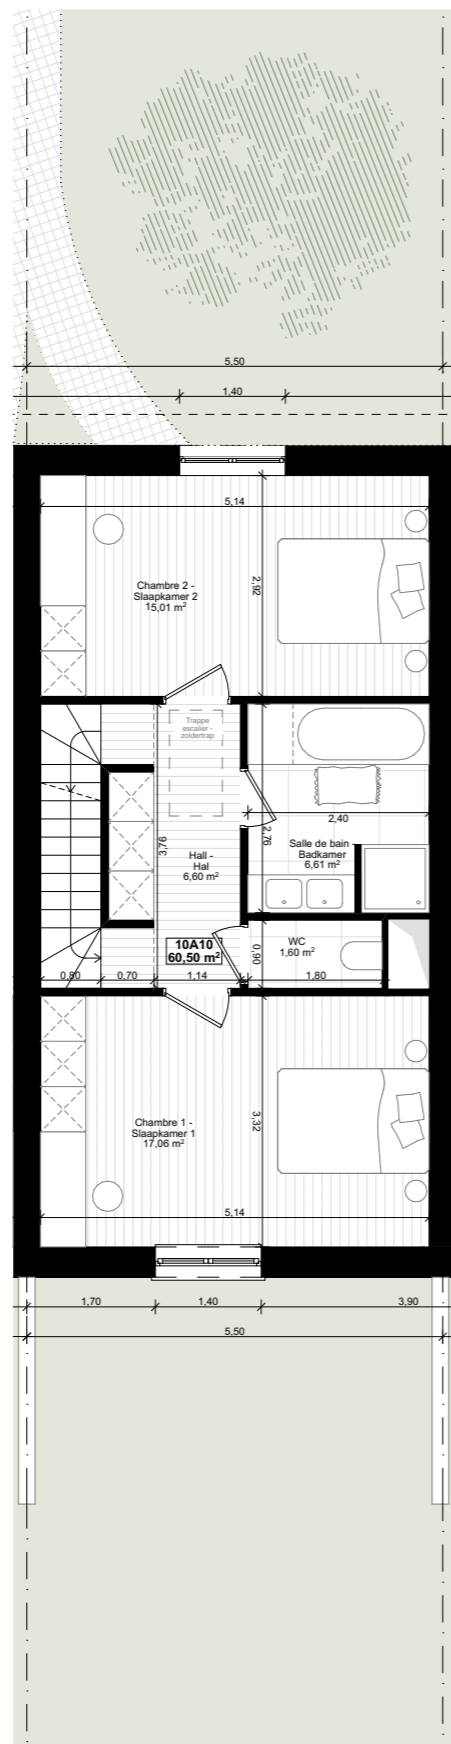 5,50
1,40
5,14
Chambre 2 -
Slaapkamer 2
15,01 m²
2,92
Trappe
escalier -
zoldertrap
3,76
2,40
2,76
Salle de bain -
Badkamer
6,61 m²
Hall -
Hal
6,60 m²
10A10
60,50 m²
WC
1,60 m²
0,90
0,80
0,70
1,14
1,80
Chambre 1 -
Slaapkamer 1
17,06 m²
3,32
5,14
1,70
1,40
3,90
5,50